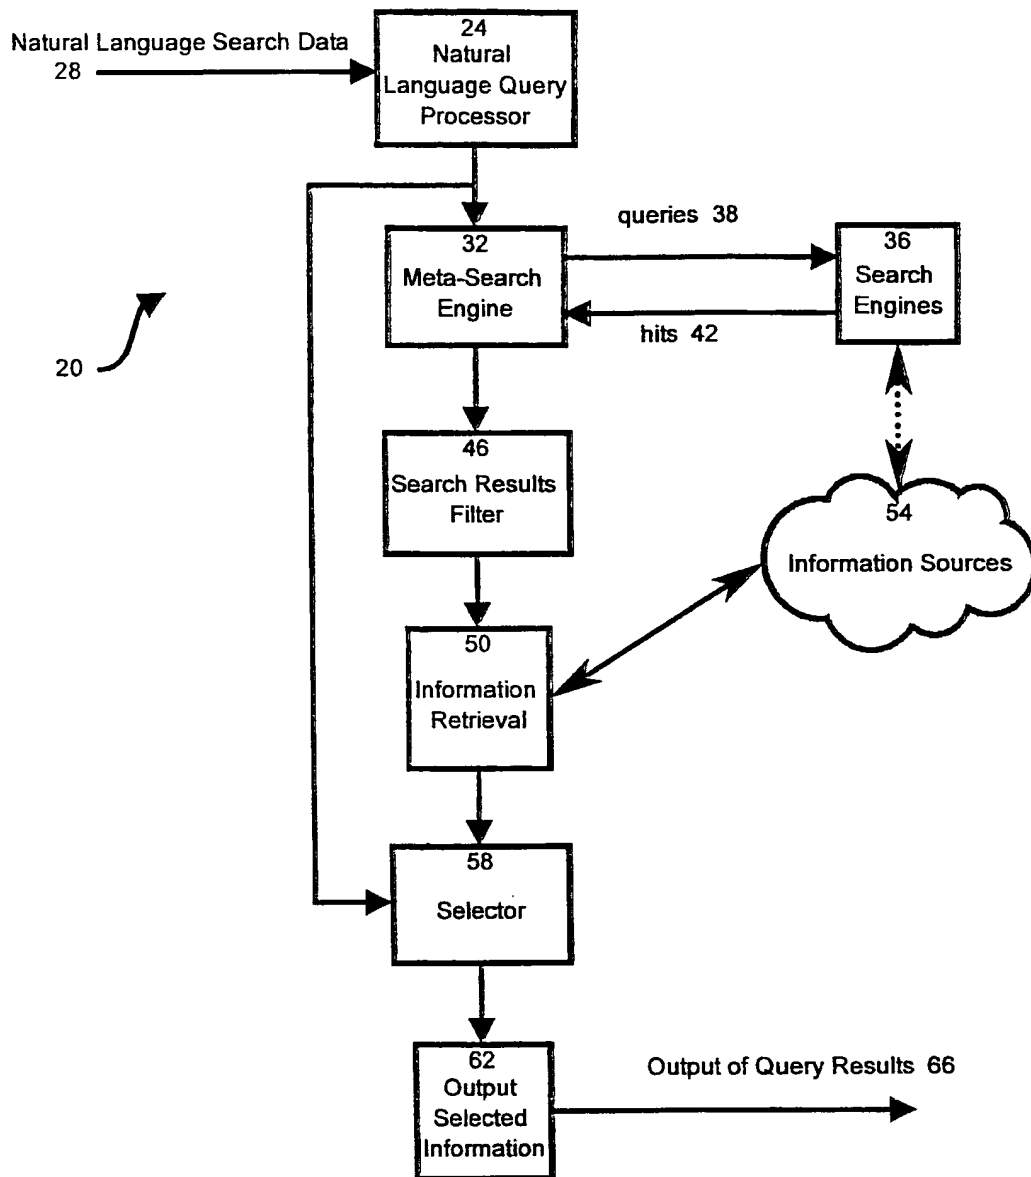 Natural Language Search Data
28
24
Natural
Language Query
Processor
queries 38
32
Meta-Search
Engine
36
Search
Engines
hits 42
20
46
Search Results
Filter
54
Information Sources
50
Information
Retrieval
58
Selector
62
Output
Selected
Information
Output of Query Results 66